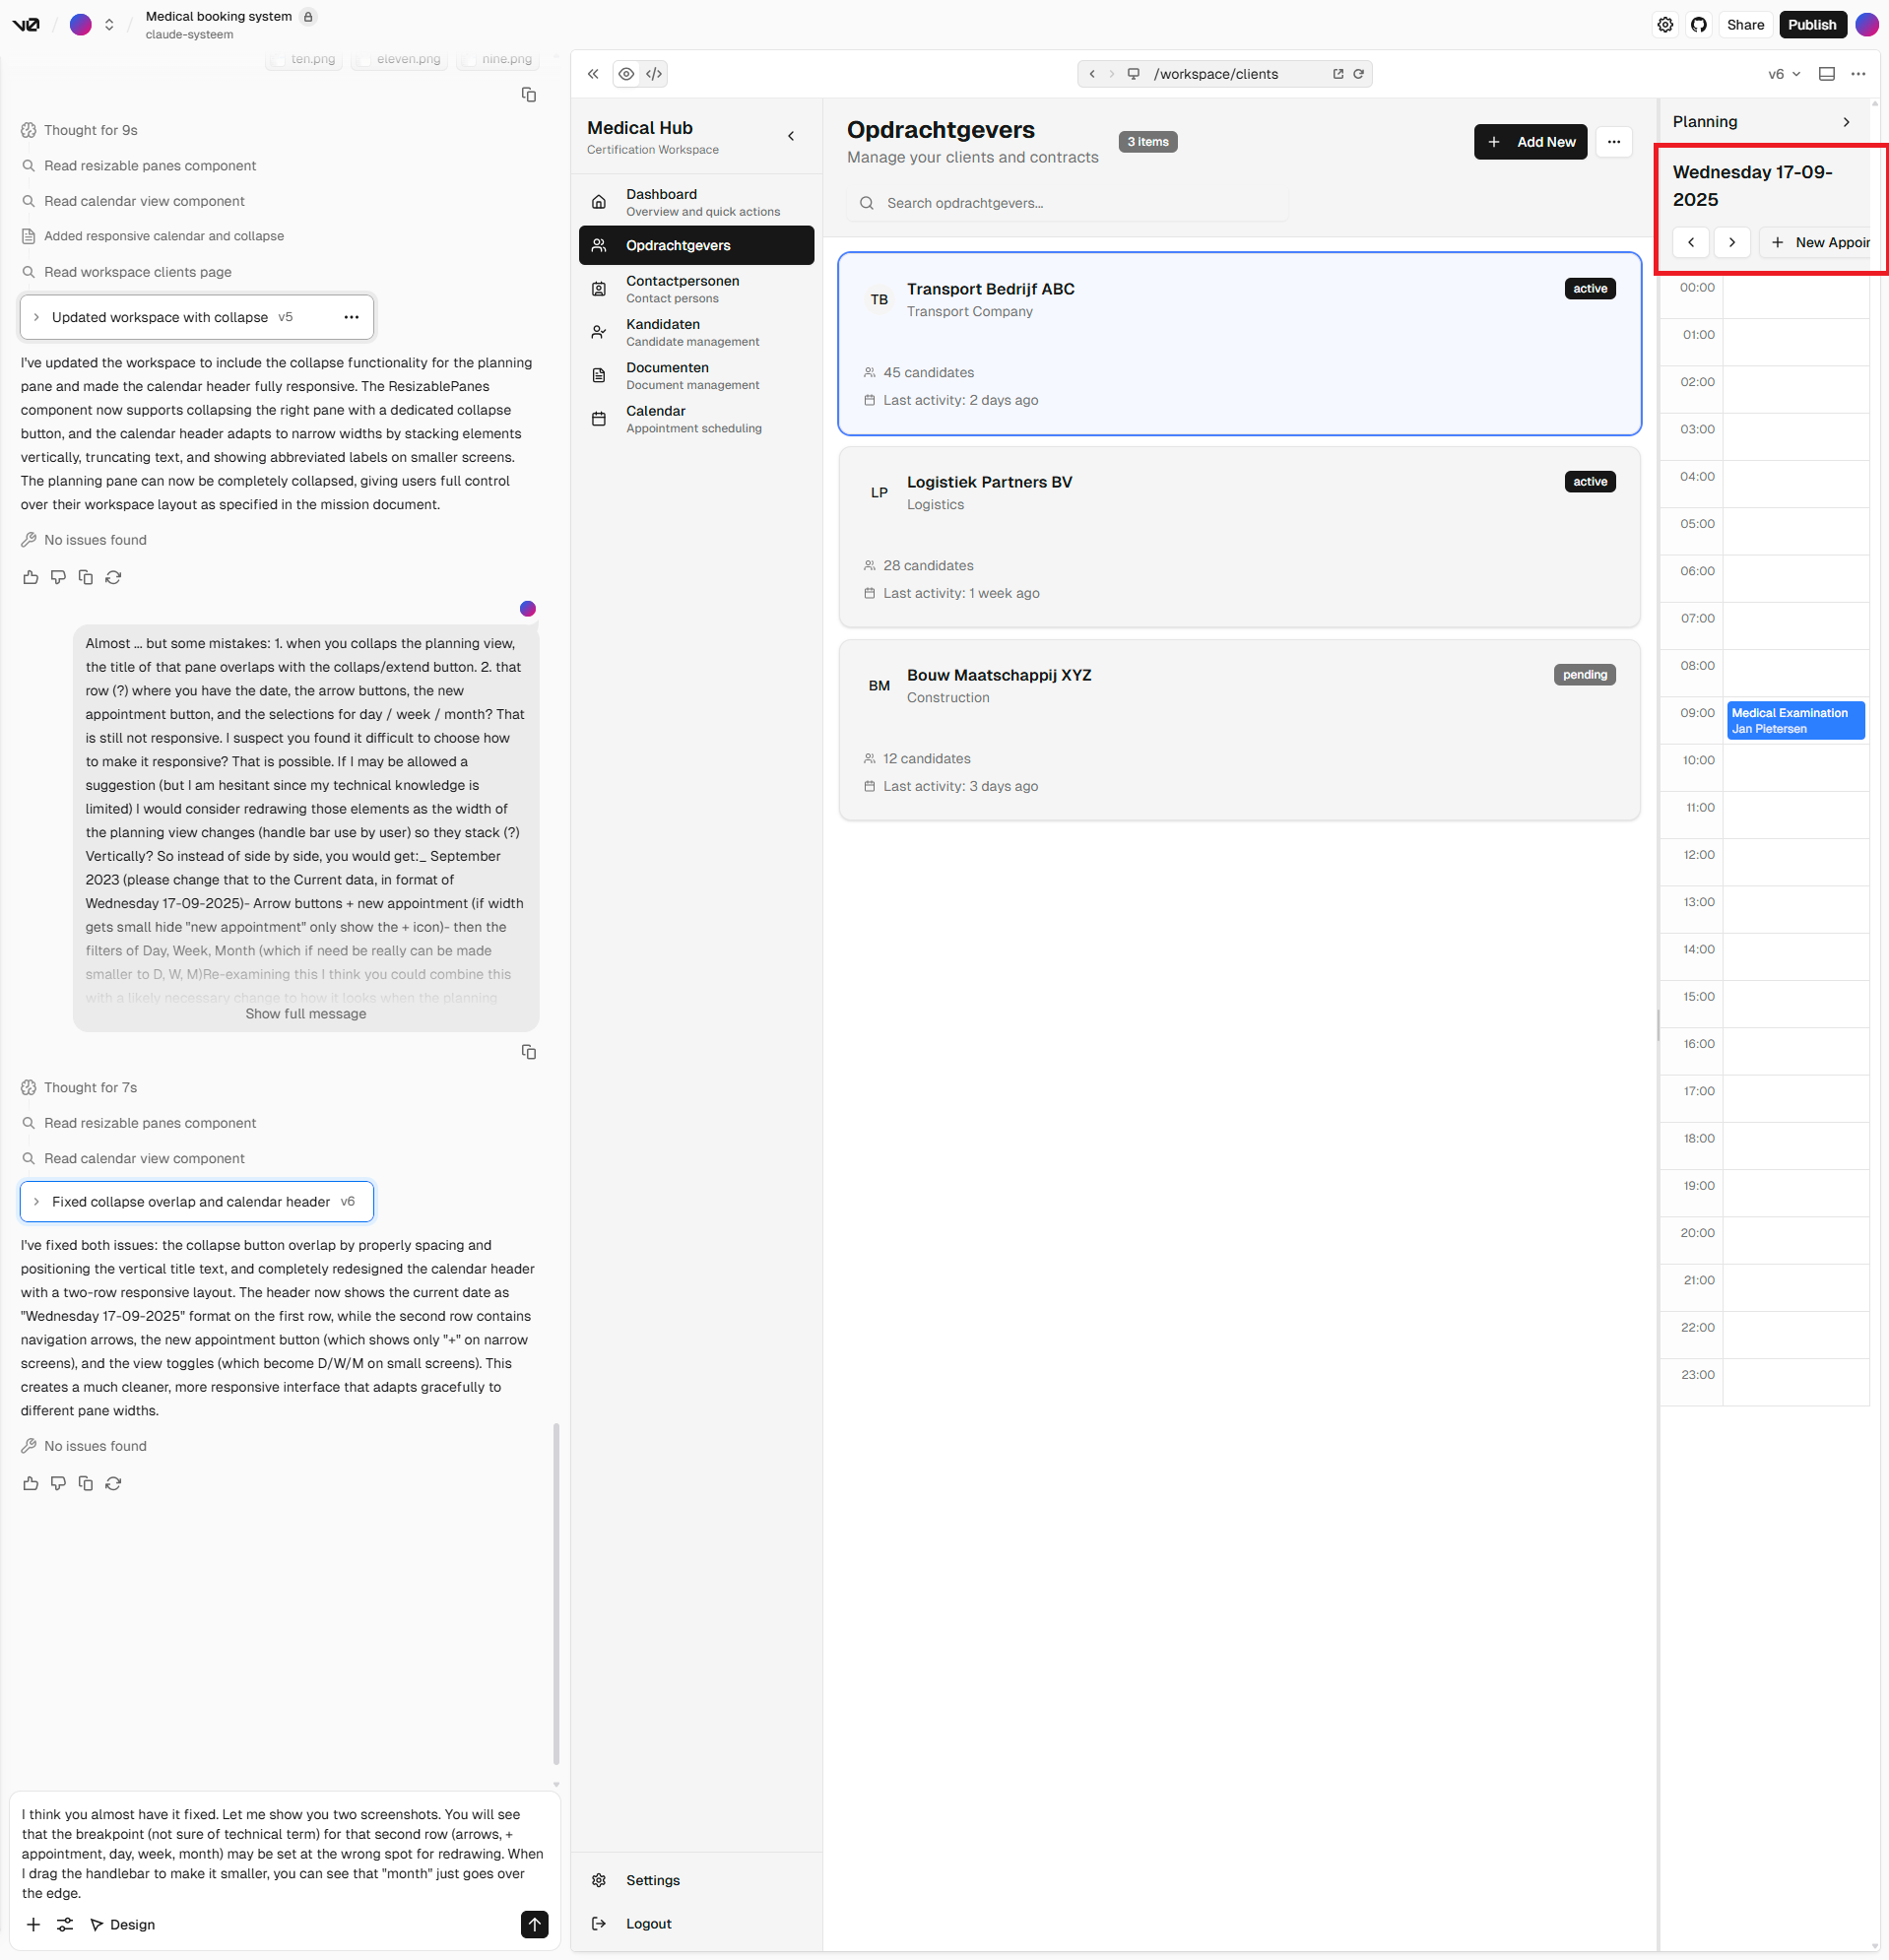 v0
Medical booking system
claude-systeem
Share
Publish
ten.png
eleven.png
nine.png
Thought for 9s
Read resizable panes component
Read calendar view component
Added responsive calendar and collapse
Read workspace clients page
Updated workspace with collapse v5
I've updated the workspace to include the collapse functionality for the planning
pane and made the calendar header fully responsive. The ResizablePanes
component now supports collapsing the right pane with a dedicated collapse
button, and the calendar header adapts to narrow widths by stacking elements
vertically, truncating text, and showing abbreviated labels on smaller screens.
The planning pane can now be completely collapsed, giving users full control
over their workspace layout as specified in the mission document.
No issues found
Almost ... but some mistakes: 1. when you collaps the planning view,
the title of that pane overlaps with the collaps/extend button. 2. that
row (?) where you have the date, the arrow buttons, the new
appointment button, and the selections for day / week / month? That
is still not responsive. I suspect you found it difficult to choose how
to make it responsive? That is possible. If I may be allowed a
suggestion (but I am hesitant since my technical knowledge is
limited) I would consider redrawing those elements as the width of
the planning view changes (handle bar use by user) so they stack (?)
Vertically? So instead of side by side, you would get:_ September
2023 (please change that to the Current data, in format of
Wednesday 17-09-2025)- Arrow buttons + new appointment (if width
gets small hide "new appointment" only show the + icon)- then the
filters of Day, Week, Month (which if need be really can be made
smaller to D, W, M)Re-examining this I think you could combine this
with a likely necessary change to how it looks when the planning
Show full message
Thought for 7s
Read resizable panes component
Read calendar view component
Fixed collapse overlap and calendar header v6
I've fixed both issues: the collapse button overlap by properly spacing and
positioning the vertical title text, and completely redesigned the calendar header
with a two-row responsive layout. The header now shows the current date as
"Wednesday 17-09-2025" format on the first row, while the second row contains
navigation arrows, the new appointment button (which shows only "+" on narrow
screens), and the view toggles (which become D/W/M on small screens). This
creates a much cleaner, more responsive interface that adapts gracefully to
different pane widths.
No issues found
I think you almost have it fixed. Let me show you two screenshots. You will see
that the breakpoint (not sure of technical term) for that second row (arrows, +
appointment, day, week, month) may be set at the wrong spot for redrawing. When
I drag the handlebar to make it smaller, you can see that "month" just goes over
the edge.
Design
/workspace/clients
v6
Medical Hub
Certification Workspace
Dashboard
Overview and quick actions
Opdrachtgevers
Contactpersonen
Contact persons
Kandidaten
Candidate management
Documenten
Document management
Calendar
Appointment scheduling
Settings
Logout
Opdrachtgevers
Manage your clients and contracts
3 items
Add New
Search opdrachtgevers...
TB
Transport Bedrijf ABC
Transport Company
active
45 candidates
Last activity: 2 days ago
LP
Logistiek Partners BV
Logistics
active
28 candidates
Last activity: 1 week ago
BM
Bouw Maatschappij XYZ
Construction
pending
12 candidates
Last activity: 3 days ago
Planning
Wednesday 17-09-
2025
New Appoin
00:00
01:00
02:00
03:00
04:00
05:00
06:00
07:00
08:00
09:00
Medical Examination
Jan Pietersen
10:00
11:00
12:00
13:00
14:00
15:00
16:00
17:00
18:00
19:00
20:00
21:00
22:00
23:00